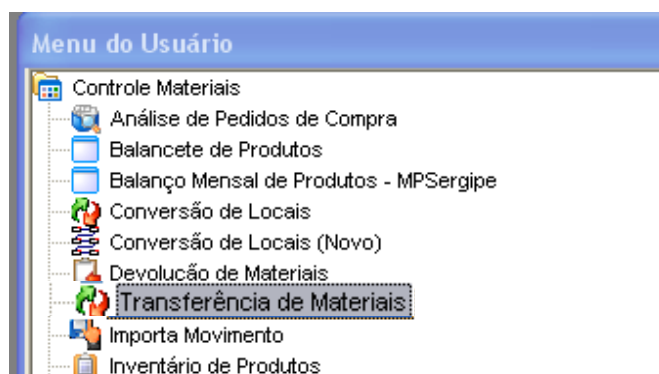 Menu do Usuário
Controle Materiais
Análise de Pedidos de Compra
Balancete de Produtos
Balanço Mensal de Produtos - MPSergipe
Conversão de Locais
Conversão de Locais (Novo)
Devolução de Materiais
Transferência de Materiais
Importa Movimento
Inventário de Produtos